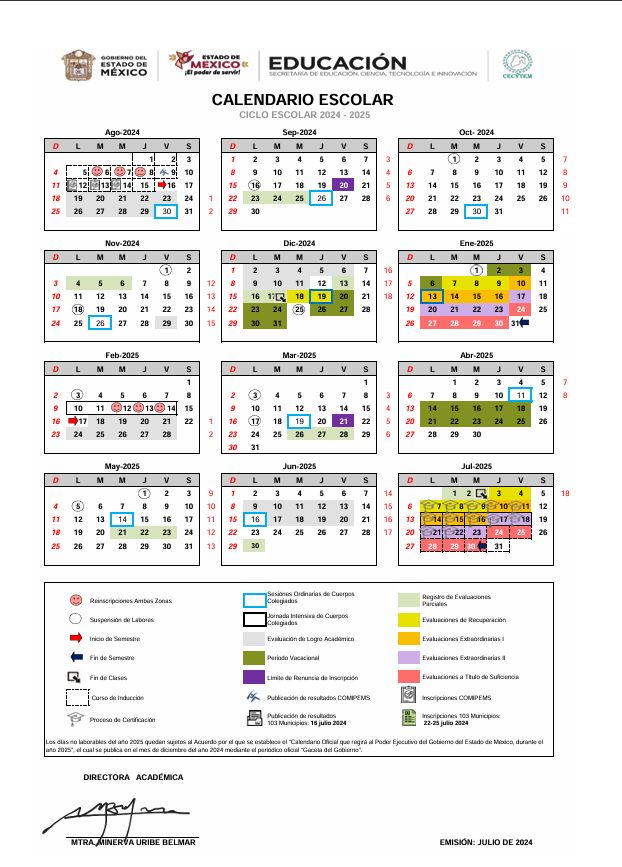 GOBIERNO DEL
ESTADO DE
MÉXICO
ESTADO DE
MÉXICO
¡El poder de servir!
EDUCACIÓN
SECRETARÍA DE EDUCACIÓN, CIENCIA, TECNOLOGÍA E INNOVACIÓN
CECYTEM
CALENDARIO ESCOLAR
CICLO ESCOLAR 2024 - 2025
Ago-2024 Sep-2024 Oct- 2024
D L M M J V S D L M M J V S D L M M J V S
1 2 3 1 2 3 4 5 6 7 3 1 2 3 4 5 7
4 5 6 7 8 9 10 8 9 10 11 12 13 14 4 6 7 8 9 10 11 12 8
11 12 13 14 15 16 17 15 16 17 18 19 20 21 5 13 14 15 16 17 18 19 9
18 19 20 21 22 23 24 1 22 23 24 25 26 27 28 6 20 21 22 23 24 25 26 10
25 26 27 28 29 30 31 2 29 30 27 28 29 30 31 11
Nov-2024 Dic-2024 Ene-2025
D L M M J V S D L M M J V S D L M M J V S
1 2 1 2 3 4 5 6 7 16 1 2 3 4
3 4 5 6 7 8 9 12 8 9 10 11 12 13 14 17 5 6 7 8 9 10 11
10 11 12 13 14 15 16 13 15 16 17 18 19 20 21 18 12 13 14 15 16 17 18
17 18 19 20 21 22 23 14 22 23 24 25 26 27 28 19 20 21 22 23 24 25
24 25 26 27 28 29 30 15 29 30 31 26 27 28 29 30 31
Feb-2025 Mar-2025 Abr-2025
D L M M J V S D L M M J V S D L M M J V S
1 1 1 2 3 4 5 7
2 3 4 5 6 7 8 2 3 4 5 6 7 8 3 6 7 8 9 10 11 12 8
9 10 11 12 13 14 15 9 10 11 12 13 14 15 4 13 14 15 16 17 18 19
16 17 18 19 20 21 22 1 16 17 18 19 20 21 22 5 20 21 22 23 24 25 26
23 24 25 26 27 28 2 23 24 25 26 27 28 29 6 27 28 29 30
30 31
May-2025 Jun-2025 Jul-2025
D L M M J V S D L M M J V S D L M M J V S
1 2 3 9 1 2 3 4 5 6 7 14 1 2 3 4 5 18
4 5 6 7 8 9 10 10 8 9 10 11 12 13 14 15 6 7 8 9 10 11 12
11 12 13 14 15 16 17 11 15 16 17 18 19 20 21 16 13 14 15 16 17 18 19
18 19 20 21 22 23 24 12 22 23 24 25 26 27 28 17 20 21 22 23 24 25 26
25 26 27 28 29 30 31 13 29 30 27 28 29 30 31
Reinscripciones Ambas Zonas
Suspensión de Labores
Inicio de Semestre
Fin de Semestre
Fin de Clases
Curso de Inducción
Proceso de Certificación
Sesiónes Ordinarias de Cuerpos
Colegiados
Jornada Intensiva de Cuerpos
Colegiados
Evaluación de Logro Académico
Periodo Vacacional
Límite de Renuncia de Inscripción
Publicación de resultados COMIPEMS
Publicación de resultados
103 Municipios: 16 julio 2024
Registro de Evaluaciones
Parciales
Evaluaciones de Recuperación
Evaluaciones Extraordinarias I
Evaluaciones Extraordinarias II
Evaluaciones a Título de Suficiencia
Inscripciones COMIPEMS
Inscripciones 103 Municipios:
22-25 julio 2024
Los días no laborables del año 2025 quedan sujetos al Acuerdo por el que se establece el "Calendario Oficial que regirá al Poder Ejecutivo del Gobierno del Estado de México, durante el
año 2025", el cual se publica en el mes de diciembre del año 2024 mediante el periódico oficial "Gaceta del Gobierno".
DIRECTORA ACADÉMICA
MTRA. MINERVA URIBE BELMAR
EMISIÓN: JULIO DE 2024